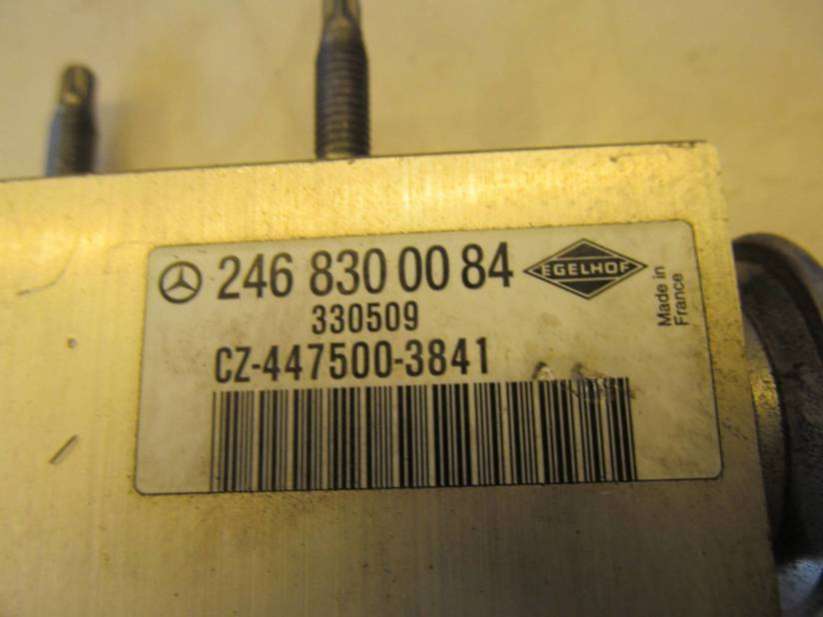 246 830 00 84
EGELHOF
Made in
France
330509
CZ-447500-3841